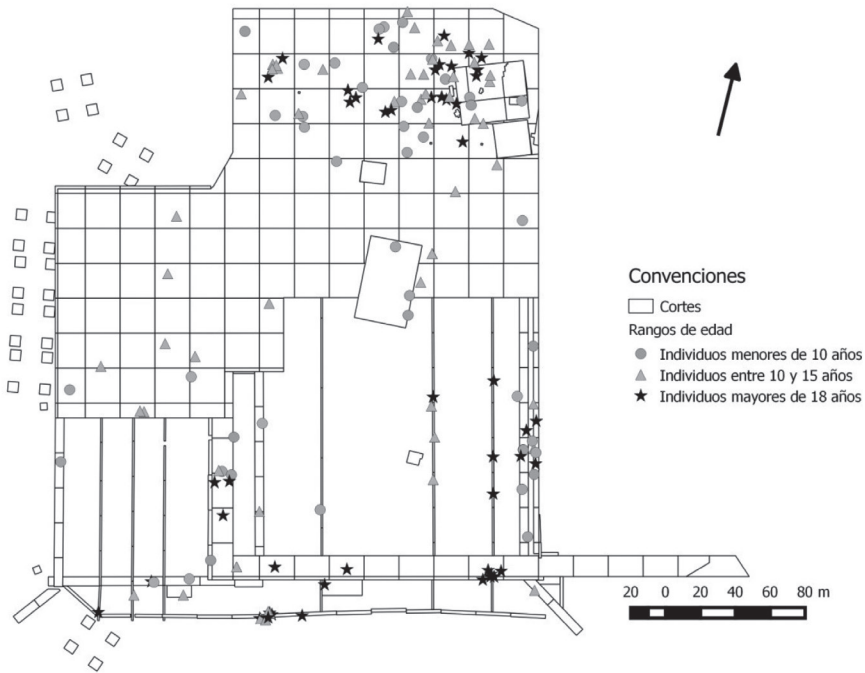 Convenciones
Cortes
Rangos de edad
Individuos menores de 10 años
Individuos entre 10 y 15 años
Individuos mayores de 18 años
20 0 20 40 60 80 m